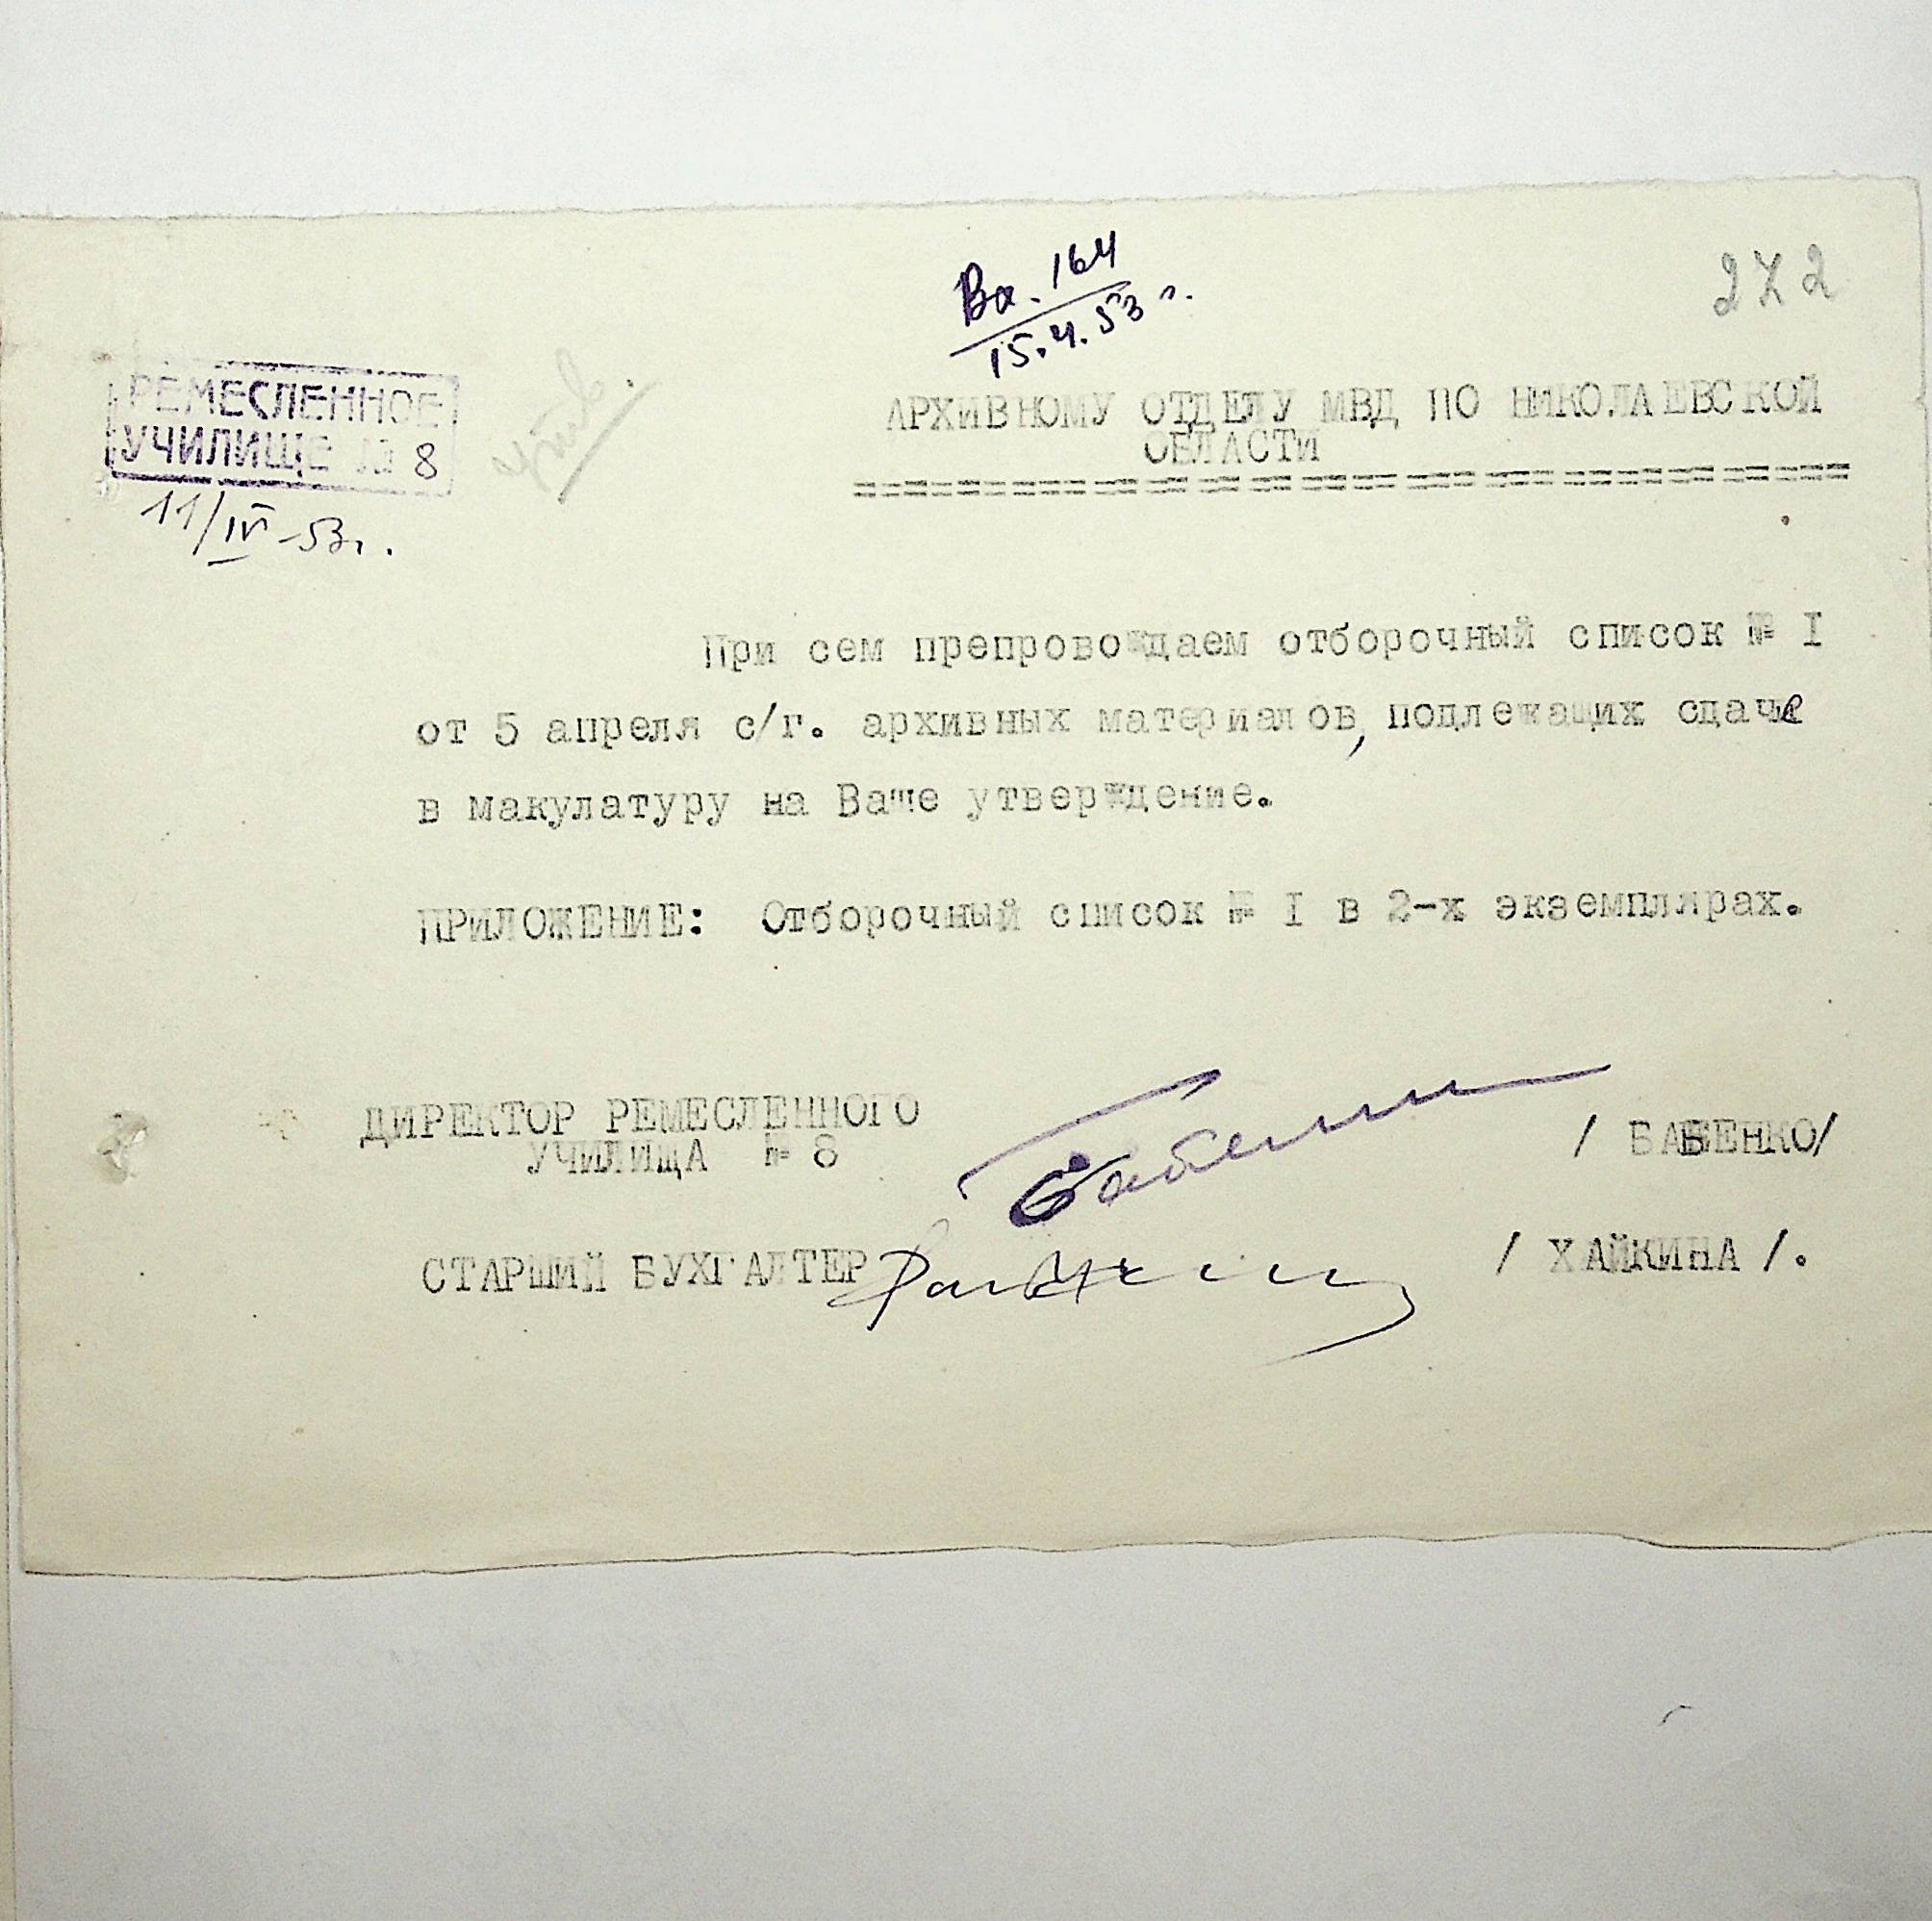 Вх. 164
15.4.53 г.
272
РЕМЕСЛЕННОЕ
УЧИЛИЩЕ № 8
11/IV-53г.
АРХИВНОМУ ОТДЕЛУ МВД ПО НИКОЛАЕВСКОЙ
ОБЛАСТИ
При сем препровождаем отборочный список № I
от 5 апреля с/г. архивных материалов, подлежащих сдаче
в макулатуру на Ваше утверждение.
ПРИЛОЖЕНИЕ: Отборочный список № I в 2-х экземплярах.
ДИРЕКТОР РЕМЕСЛЕННОГО
УЧИЛИЩА № 8
/ БАБЕНКО/
СТАРШИЙ БУХГАЛТЕР
/ ХАЙКИНА /.